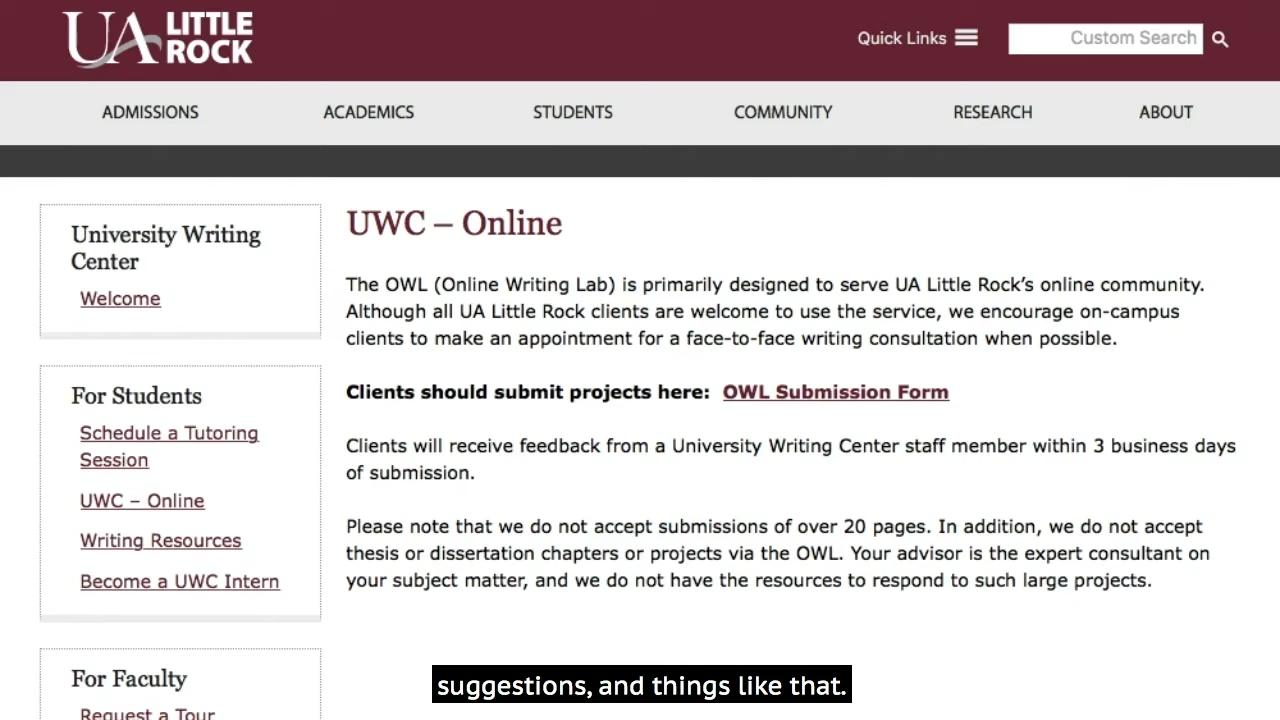 UA LITTLE ROCK
Quick Links
Custom Search
ADMISSIONS ACADEMICS STUDENTS COMMUNITY RESEARCH ABOUT
University Writing
Center
Welcome
For Students
Schedule a Tutoring
Session
UWC – Online
Writing Resources
Become a UWC Intern
For Faculty
Request a Tour
UWC – Online
The OWL (Online Writing Lab) is primarily designed to serve UA Little Rock’s online community.
Although all UA Little Rock clients are welcome to use the service, we encourage on-campus
clients to make an appointment for a face-to-face writing consultation when possible.
Clients should submit projects here: OWL Submission Form
Clients will receive feedback from a University Writing Center staff member within 3 business days
of submission.
Please note that we do not accept submissions of over 20 pages. In addition, we do not accept
thesis or dissertation chapters or projects via the OWL. Your advisor is the expert consultant on
your subject matter, and we do not have the resources to respond to such large projects.
suggestions, and things like that.